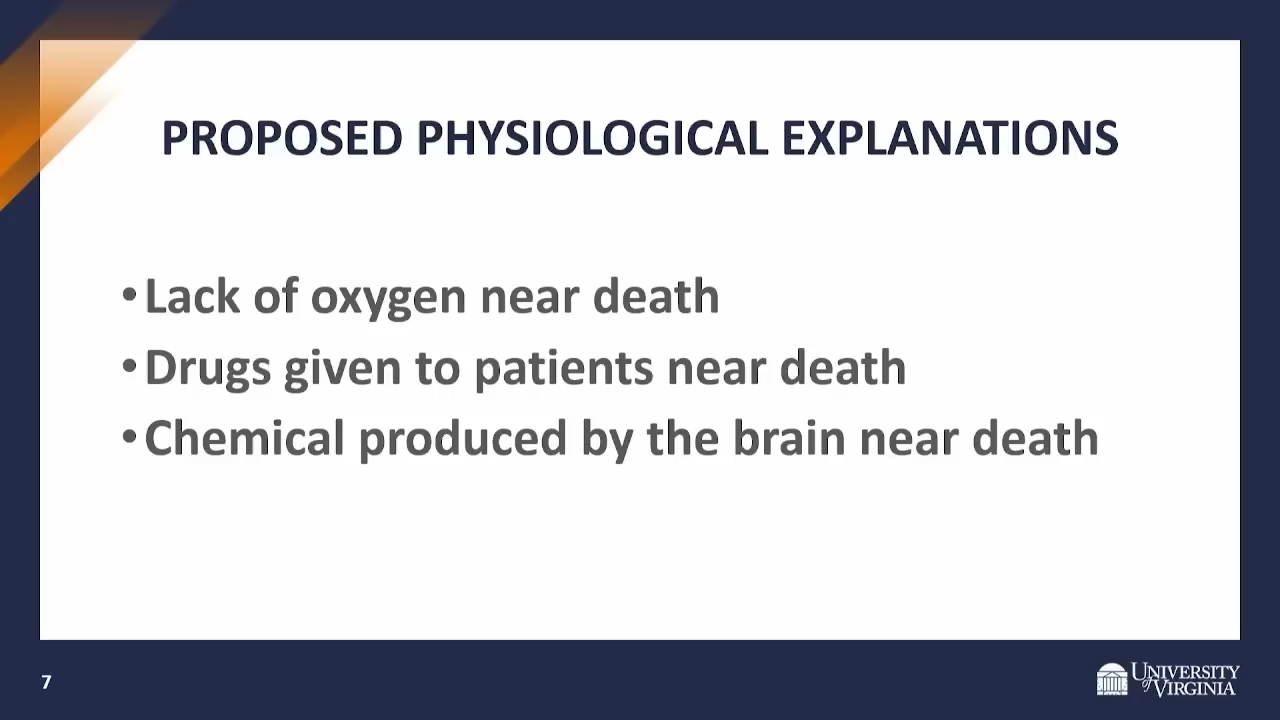 PROPOSED PHYSIOLOGICAL EXPLANATIONS
•Lack of oxygen near death
•Drugs given to patients near death
•Chemical produced by the brain near death
7
UNIVERSITY
of VIRGINIA